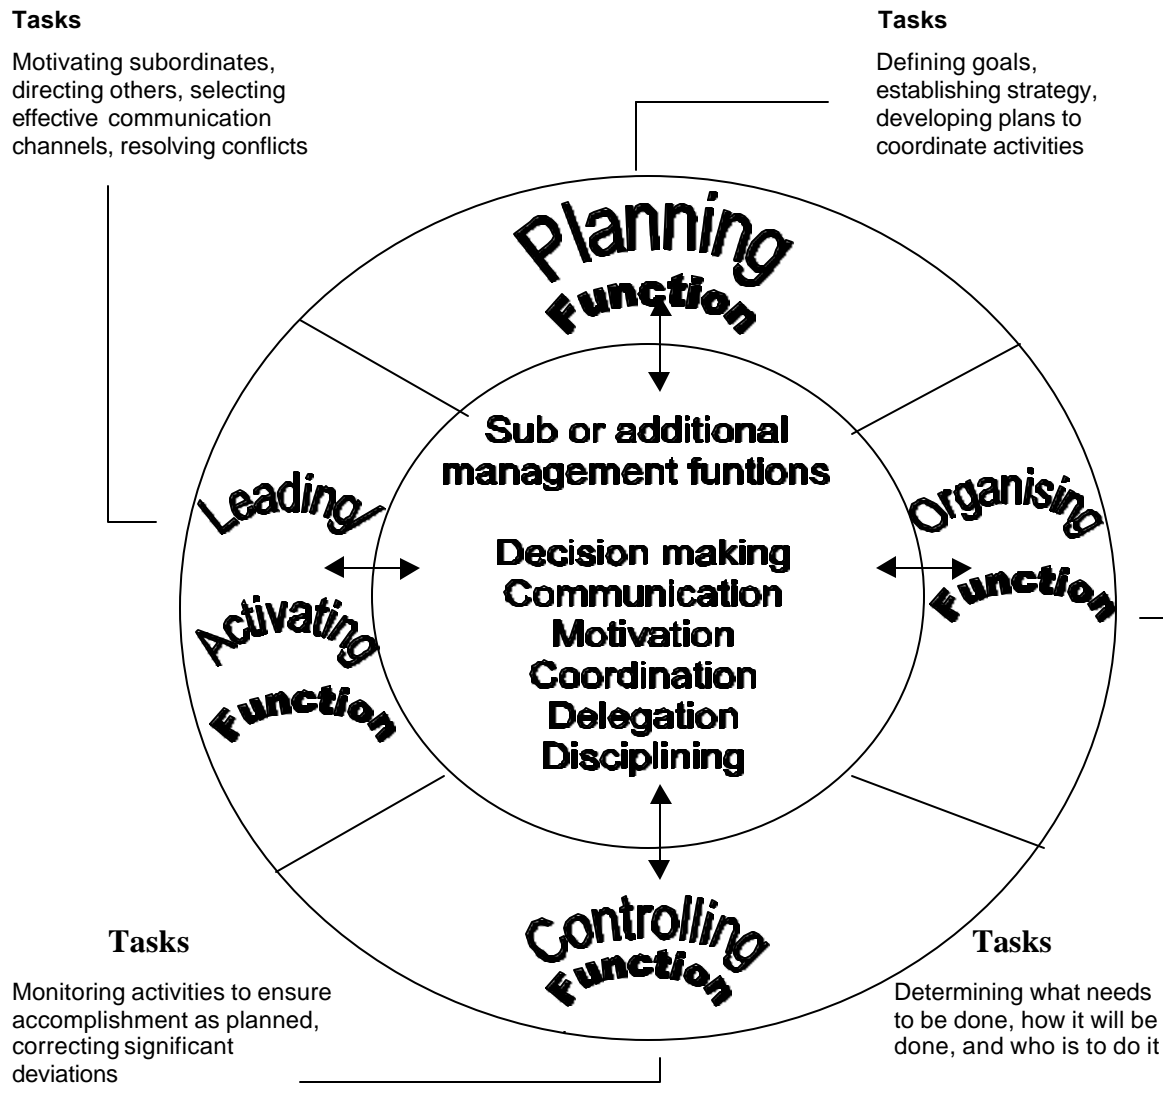 Tasks
Motivating subordinates,
directing others, selecting
effective communication
channels, resolving conflicts
Tasks
Defining goals,
establishing strategy,
developing plans to
coordinate activities
Planning
Function
Sub or additional
management funtions
Decision making
Communication
Motivation
Coordination
Delegation
Disciplining
Leading/
Activating
Function
Organising
Function
Controlling
Function
Tasks
Monitoring activities to ensure
accomplishment as planned,
correcting significant
deviations
Tasks
Determining what needs
to be done, how it will be
done, and who is to do it